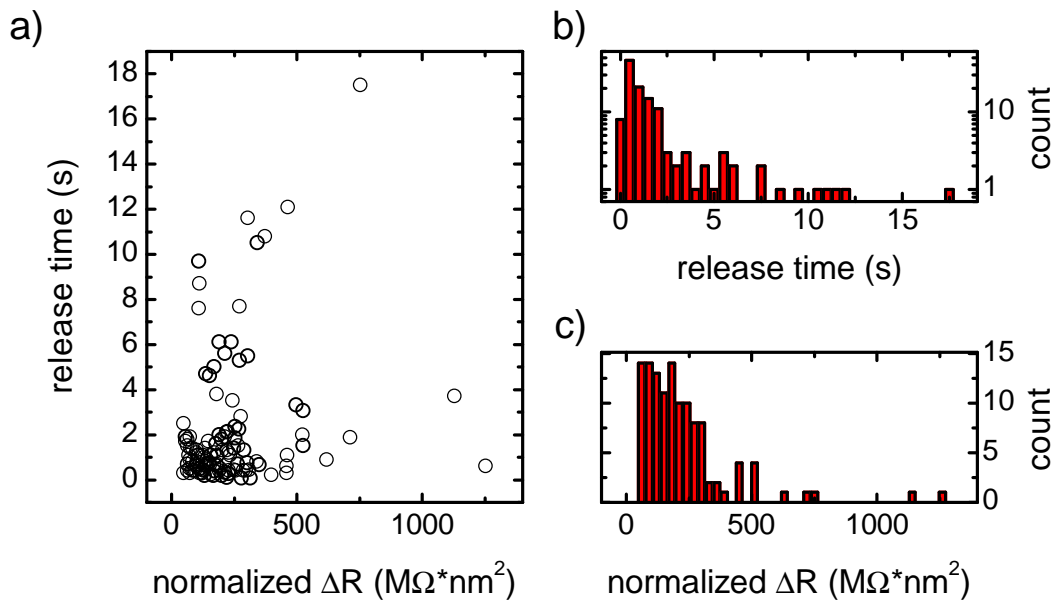 a)
18
16
14
12
10
8
6
4
2
0
release time (s)
0 500 1000
normalized ΔR (MΩ*nm²)
b)
10
1
count
0 5 10 15
release time (s)
c)
15
10
5
0
count
0 500 1000
normalized ΔR (MΩ*nm²)